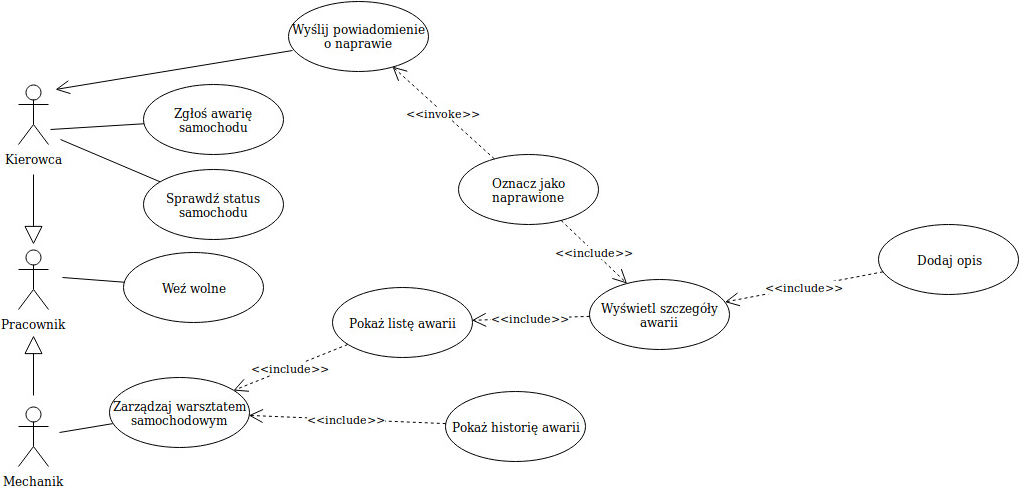 Wyślij powiadomienie
o naprawie
<<invoke>>
Zgłoś awarię
samochodu
Kierowca
Sprawdź status
samochodu
Oznacz jako
naprawione
<<include>>
Dodaj opis
<<include>>
Weź wolne
Pracownik
Pokaż listę awarii
<<include>>
Wyświetl szczegóły
awarii
<<include>>
Zarządzaj warsztatem
samochodowym
<<include>>
Pokaż historię awarii
Mechanik